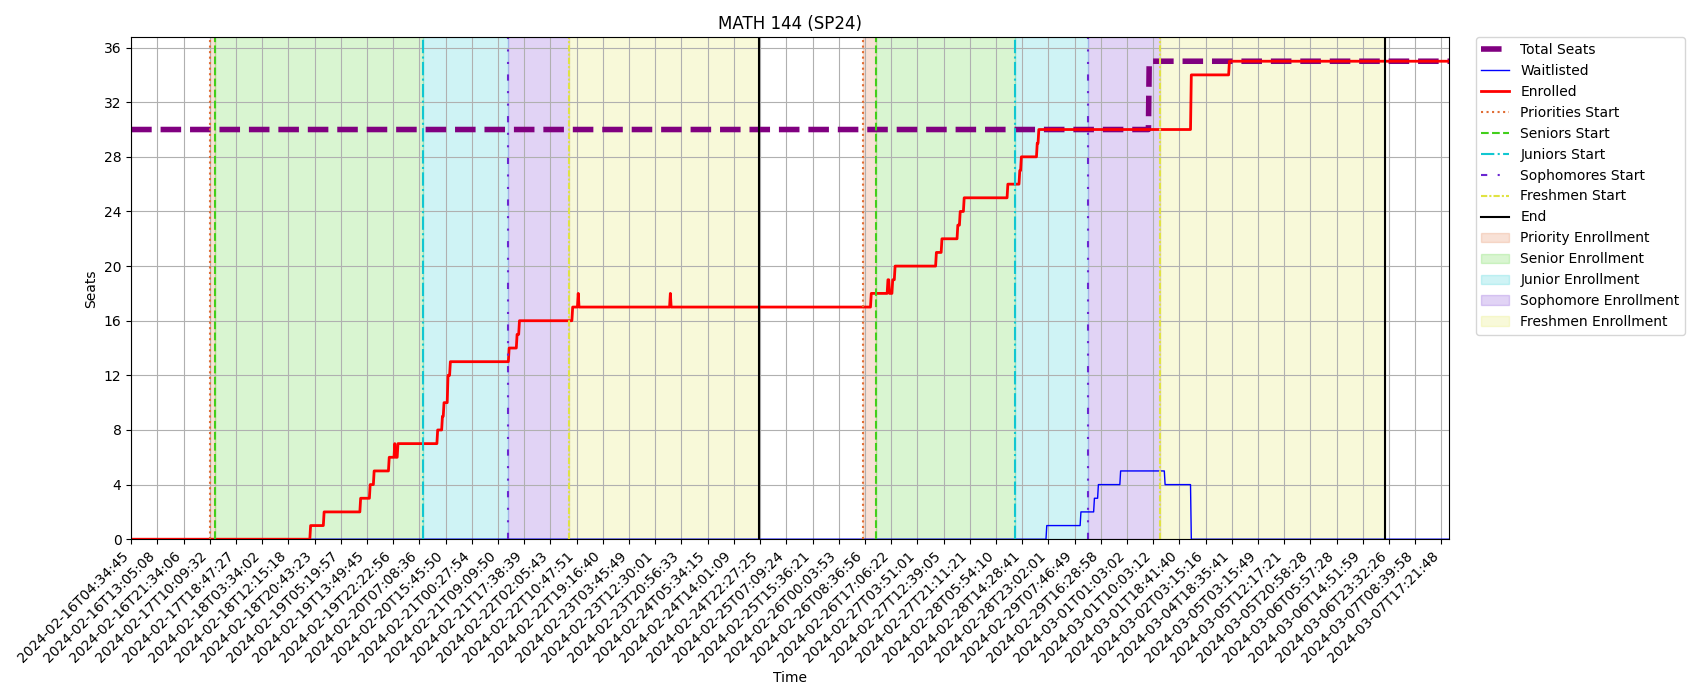 MATH 144 (SP24)
Seats
36
32
28
24
20
16
12
8
4
0
2024-02-16T04:34:45
2024-02-16T13:05:08
2024-02-16T21:34:06
2024-02-17T10:09:32
2024-02-17T18:47:27
2024-02-18T03:34:02
2024-02-18T12:15:18
2024-02-18T20:43:23
2024-02-19T05:19:57
2024-02-19T13:49:45
2024-02-19T22:22:56
2024-02-20T07:08:36
2024-02-20T15:45:50
2024-02-21T00:27:54
2024-02-21T09:09:50
2024-02-21T17:38:39
2024-02-22T02:05:43
2024-02-22T10:47:51
2024-02-22T19:16:40
2024-02-23T03:45:49
2024-02-23T12:30:01
2024-02-23T20:56:33
2024-02-24T05:34:15
2024-02-24T14:01:09
2024-02-24T22:27:25
2024-02-25T07:09:24
2024-02-25T15:36:21
2024-02-26T00:03:53
2024-02-26T08:36:56
2024-02-26T17:06:22
2024-02-27T03:51:01
2024-02-27T12:39:05
2024-02-27T21:11:21
2024-02-28T05:54:10
2024-02-28T14:28:41
2024-02-28T23:02:01
2024-02-29T07:46:49
2024-02-29T16:28:58
2024-03-01T01:03:02
2024-03-01T10:03:12
2024-03-01T18:41:40
2024-03-02T03:15:16
2024-03-04T18:35:41
2024-03-05T03:15:49
2024-03-05T12:17:21
2024-03-05T20:58:28
2024-03-06T05:57:28
2024-03-06T14:51:59
2024-03-06T23:32:26
2024-03-07T08:39:58
2024-03-07T17:21:48
Time
Total Seats
Waitlisted
Enrolled
Priorities Start
Seniors Start
Juniors Start
Sophomores Start
Freshmen Start
End
Priority Enrollment
Senior Enrollment
Junior Enrollment
Sophomore Enrollment
Freshmen Enrollment